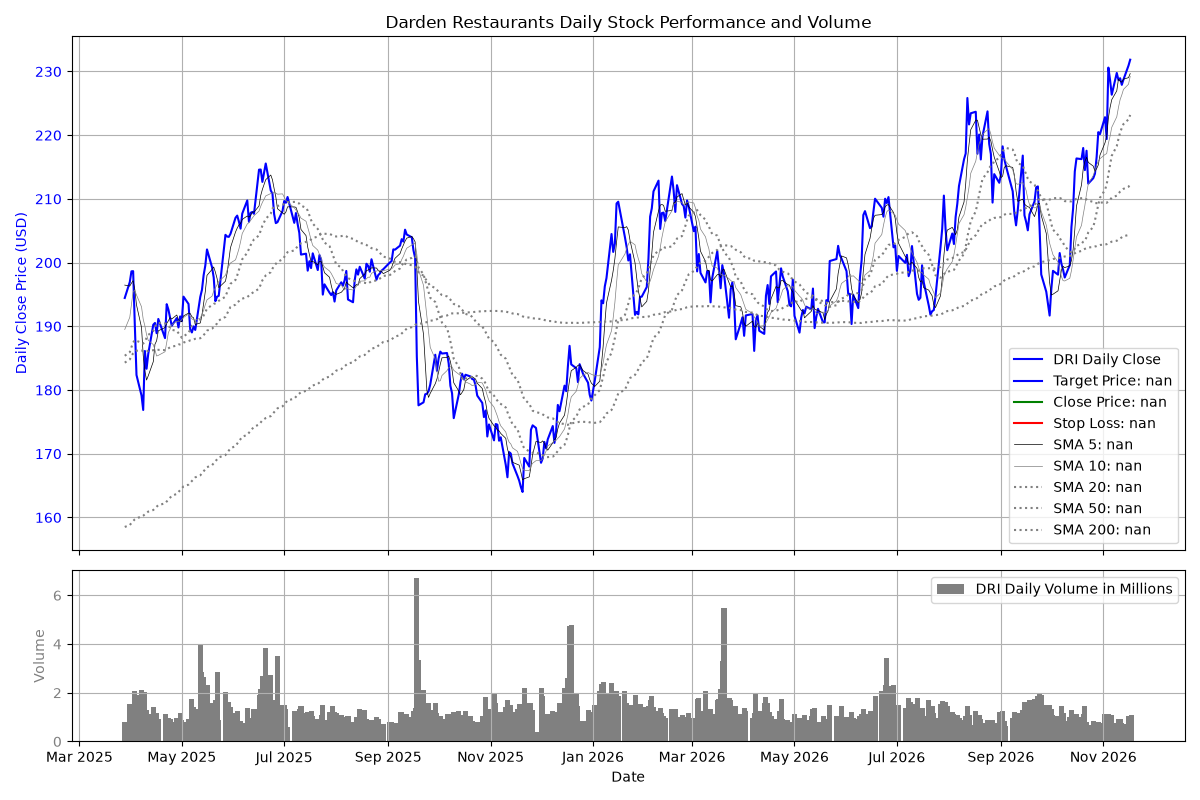 Darden Restaurants Daily Stock Performance and Volume
Daily Close Price (USD)
230
220
210
200
190
180
170
160
DRI Daily Close
Target Price: nan
Close Price: nan
Stop Loss: nan
SMA 5: nan
SMA 10: nan
SMA 20: nan
SMA 50: nan
SMA 200: nan
Volume
6
4
2
0
DRI Daily Volume in Millions
Mar 2025 May 2025 Jul 2025 Sep 2025 Nov 2025 Jan 2026 Mar 2026 May 2026 Jul 2026 Sep 2026 Nov 2026
Date